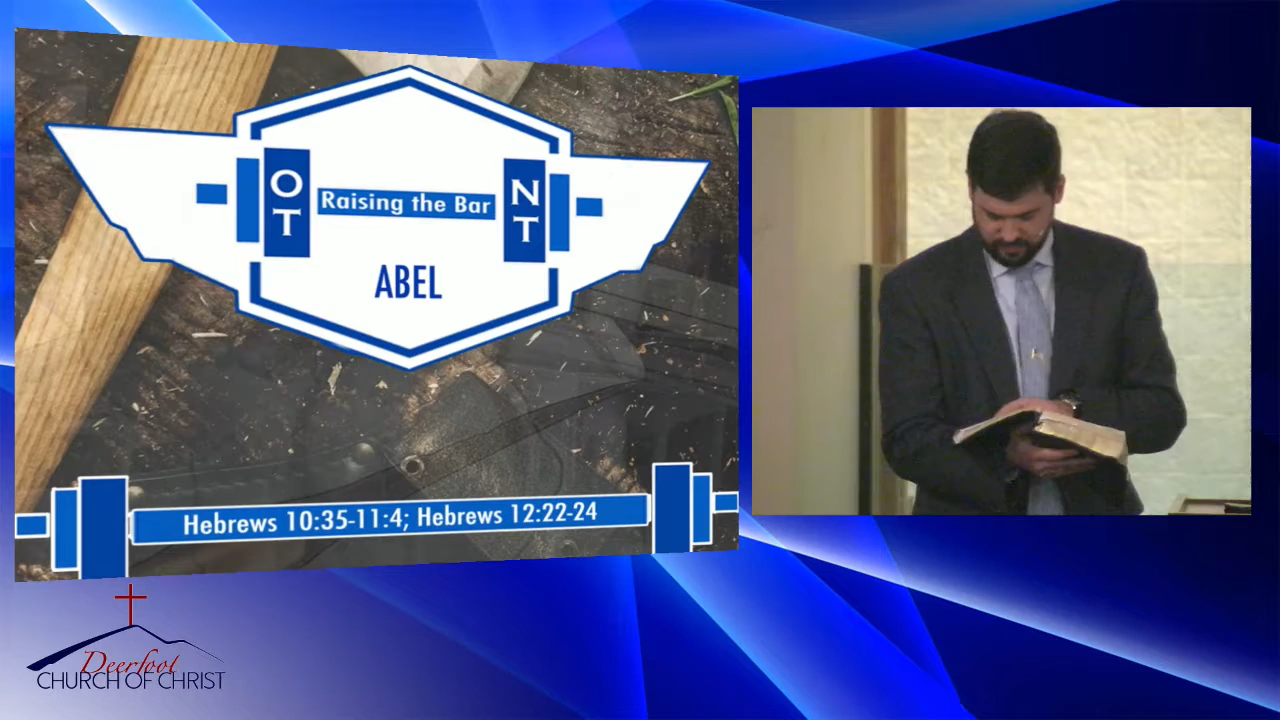 OT Raising the Bar NT
ABEL
Hebrews 10:35-11:4; Hebrews 12:22-24
Deerfoot
CHURCH OF CHRIST